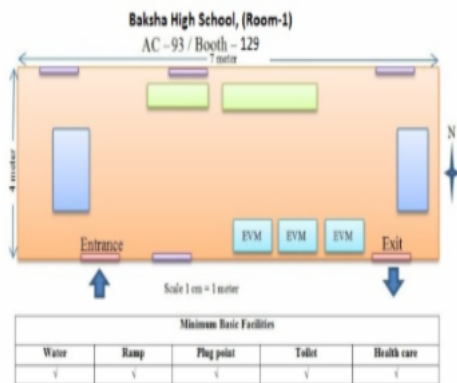 Baksha High School, (Room-1)
AC – 93 / Booth – 129
7 meter
4 meter
N
EVM EVM EVM
Entrance Exit
Scale 1 cm = 1 meter
Minimum Basic Facilities
Water Ramp Plug point Toilet Health care
√ √ √ √ √